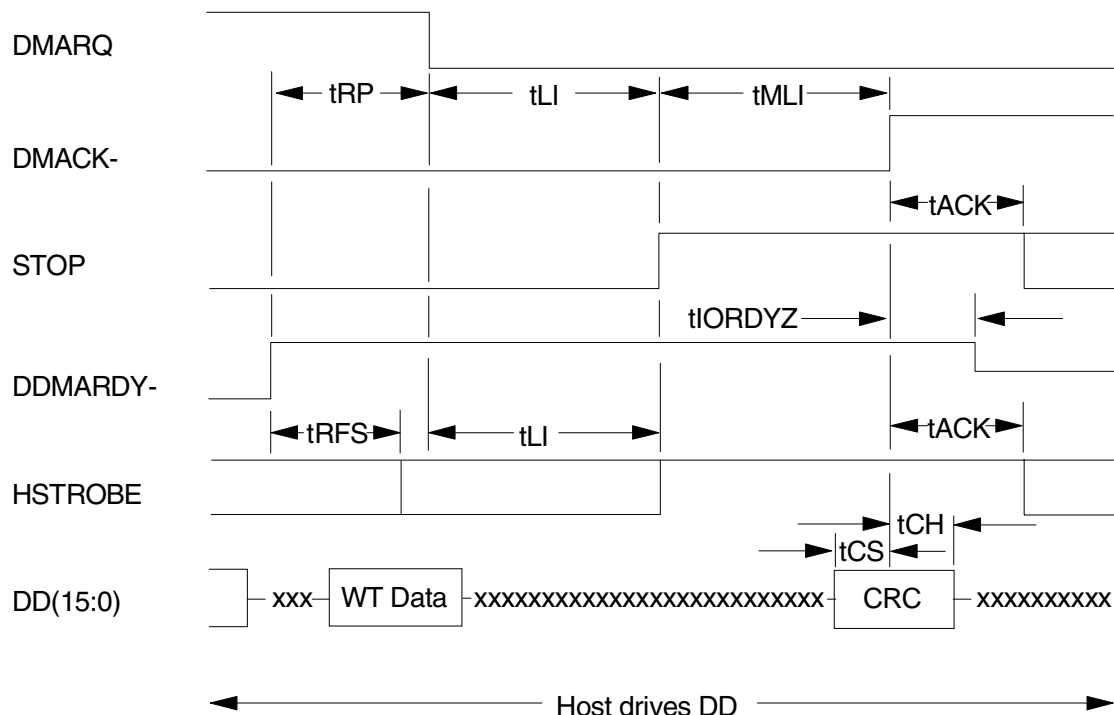 DMARQ
tRP
tLI
tMLI
DMACK-
tACK
STOP
tIORDYZ
DDMARDY-
tRFS
tLI
tACK
HSTROBE
tCH
tCS
DD(15:0)
xxx
WT Data
xxxxxxxxxxxxxxxxxxxxxxxxxx
CRC
xxxxxxxxxx
Host drives DD